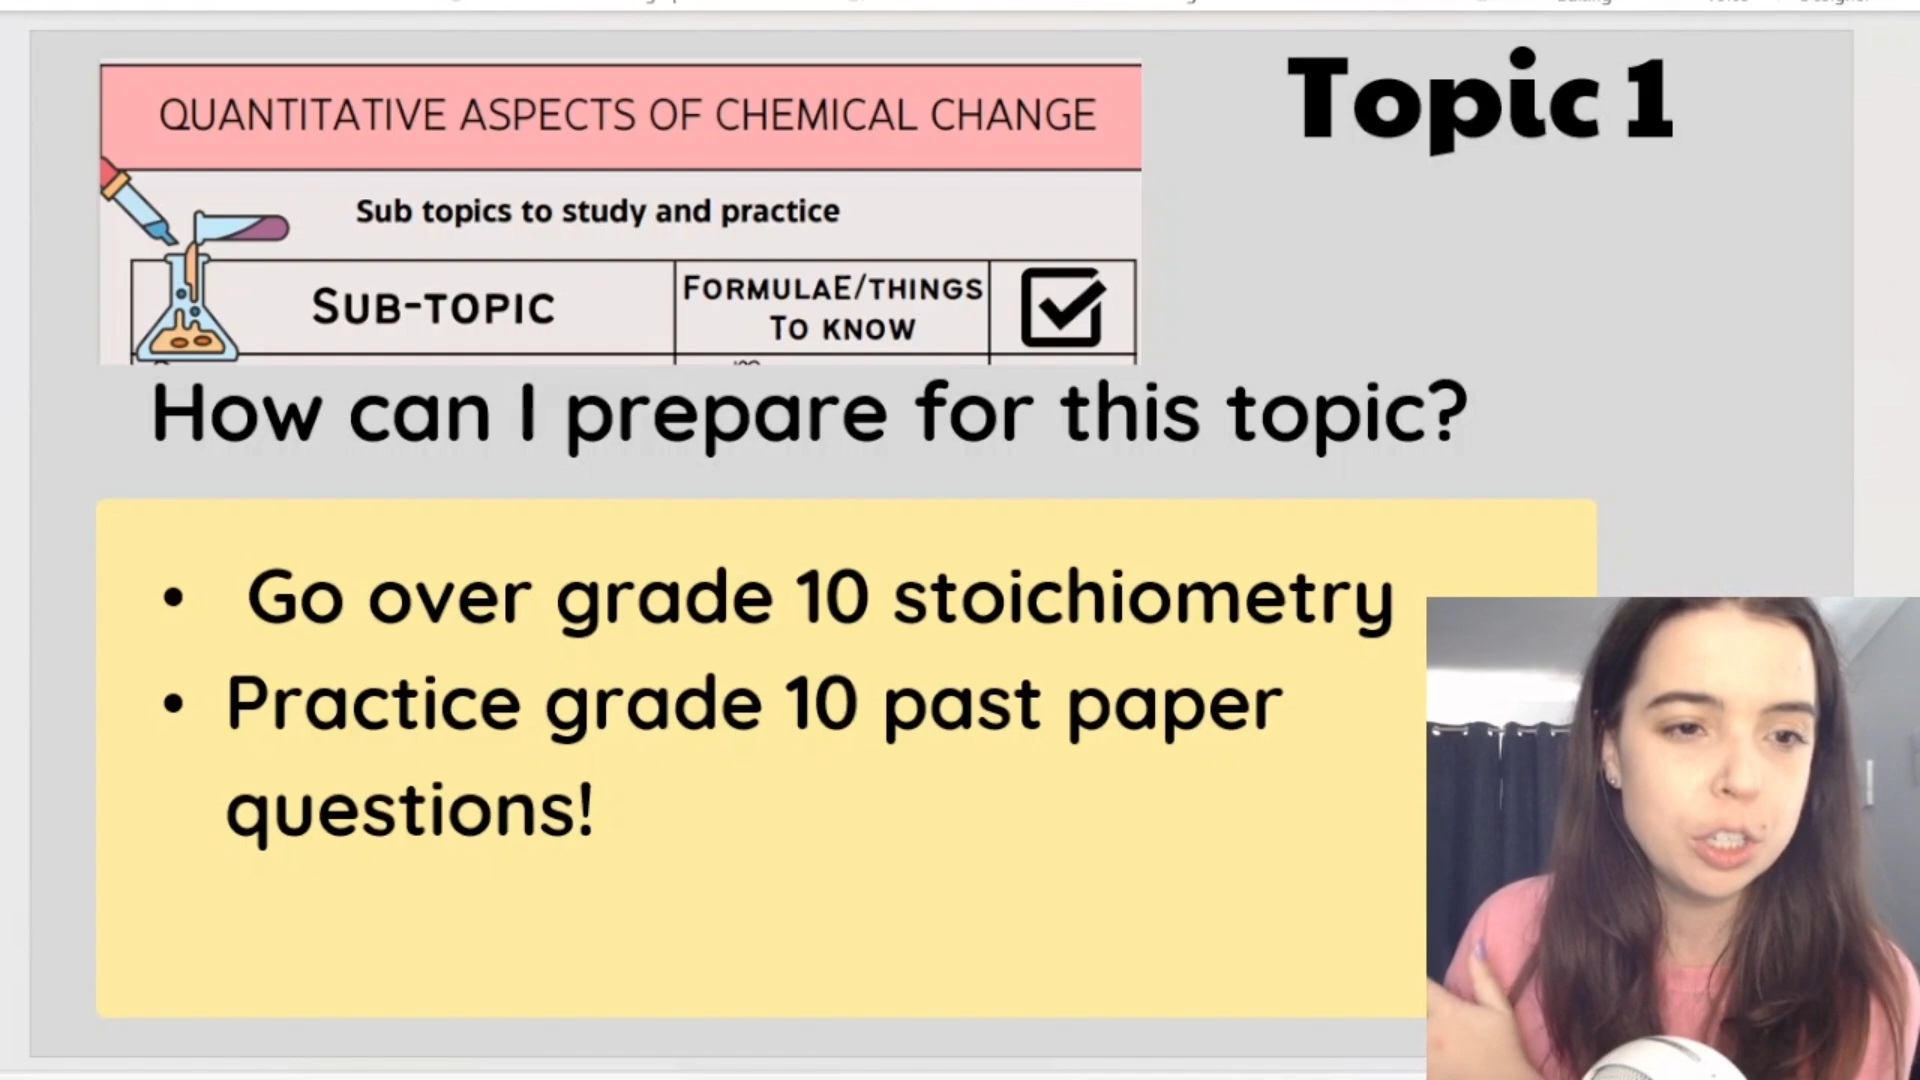 QUANTITATIVE ASPECTS OF CHEMICAL CHANGE
Topic 1
Sub topics to study and practice
SUB-TOPIC
FORMULAE/THINGS
TO KNOW
How can I prepare for this topic?
• Go over grade 10 stoichiometry
• Practice grade 10 past paper
questions!